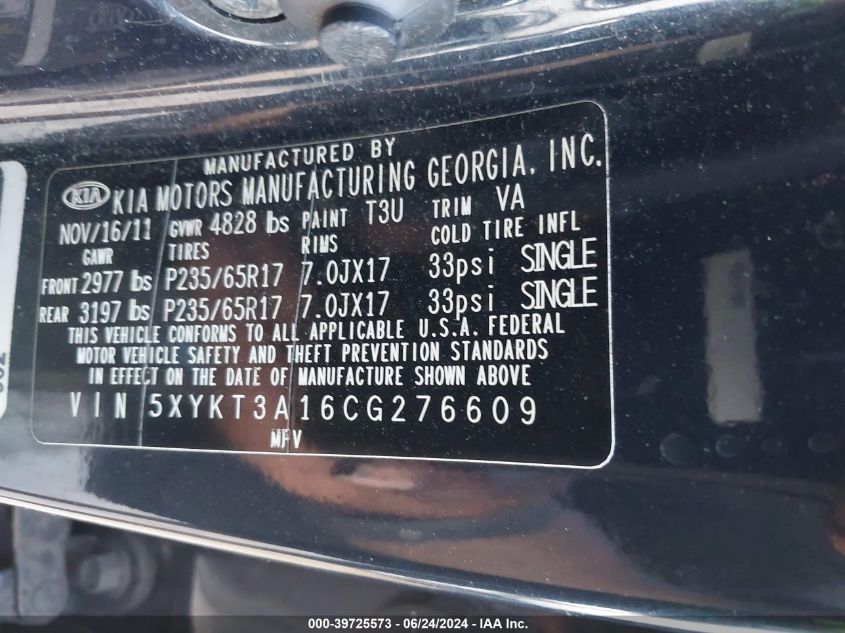 MANUFACTURED BY
KIA KIA MOTORS MANUFACTURING GEORGIA, INC.
NOV/16/11 GVWR 4828 lbs PAINT T3U TRIM VA
GAWR TIRES RIMS COLD TIRE INFL
FRONT 2977 lbs P235/65R17 7.0JX17 33psi SINGLE
REAR 3197 lbs P235/65R17 7.0JX17 33psi SINGLE
THIS VEHICLE CONFORMS TO ALL APPLICABLE U.S.A. FEDERAL
MOTOR VEHICLE SAFETY AND THEFT PREVENTION STANDARDS
IN EFFECT ON THE DATE OF MANUFACTURE SHOWN ABOVE
VIN 5XYKT3A16CG276609
MPV
000-39725573 - 06/24/2024 - IAA Inc.